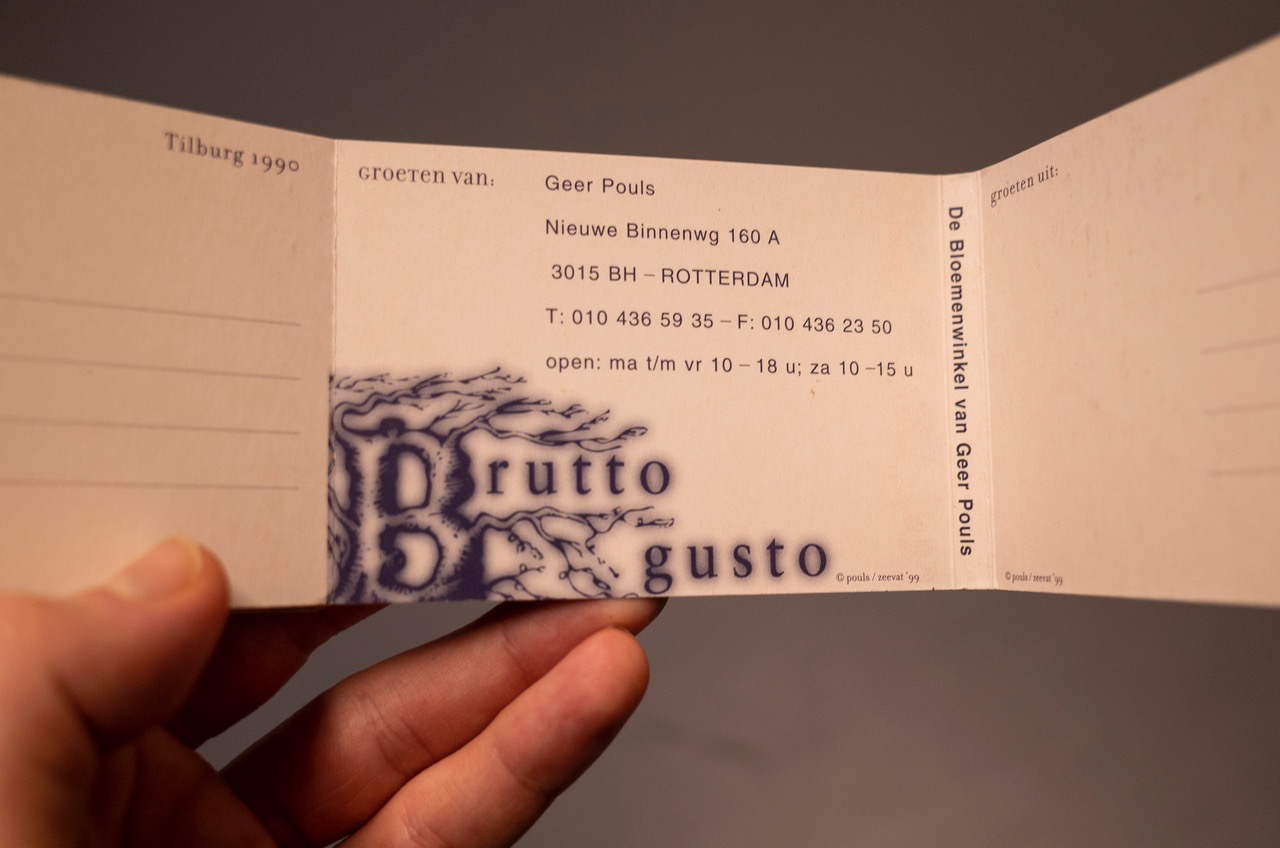 Tilburg 1990
GROETEN VAN:
Geer Pouls
Nieuwe Binnenwg 160 A
3015 BH – ROTTERDAM
T: 010 436 59 35 – F: 010 436 23 50
open: ma t/m vr 10 – 18 u; za 10 –15 u
Brutto
gusto
© pouls / zeevat '99
De Bloemenwinkel van Geer Pouls
groeten uit:
© pouls / zeevat '99